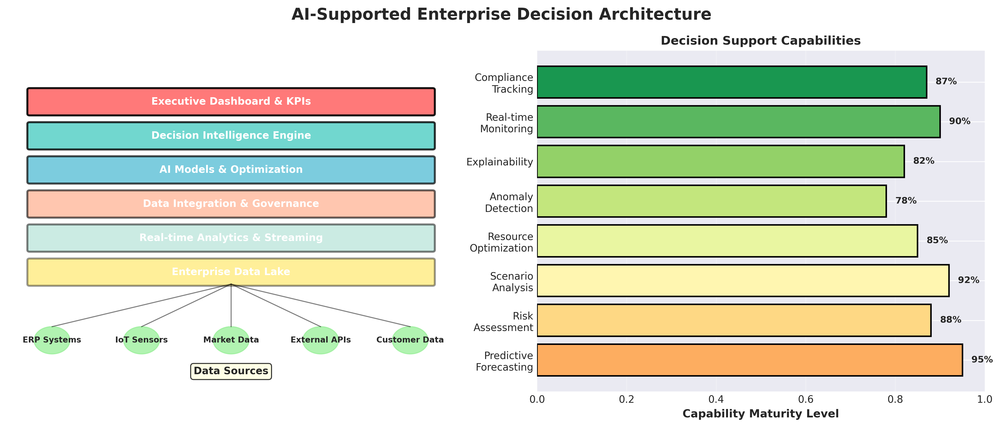 AI-Supported Enterprise Decision Architecture
Executive Dashboard & KPIs
Decision Intelligence Engine
AI Models & Optimization
Data Integration & Governance
Real-time Analytics & Streaming
Enterprise Data Lake
ERP Systems
IoT Sensors
Market Data
External APIs
Customer Data
Data Sources
Decision Support Capabilities
Compliance
Tracking
87%
Real-time
Monitoring
90%
Explainability
82%
Anomaly
Detection
78%
Resource
Optimization
85%
Scenario
Analysis
92%
Risk
Assessment
88%
Predictive
Forecasting
95%
0.0
0.2
0.4
0.6
0.8
1.0
Capability Maturity Level